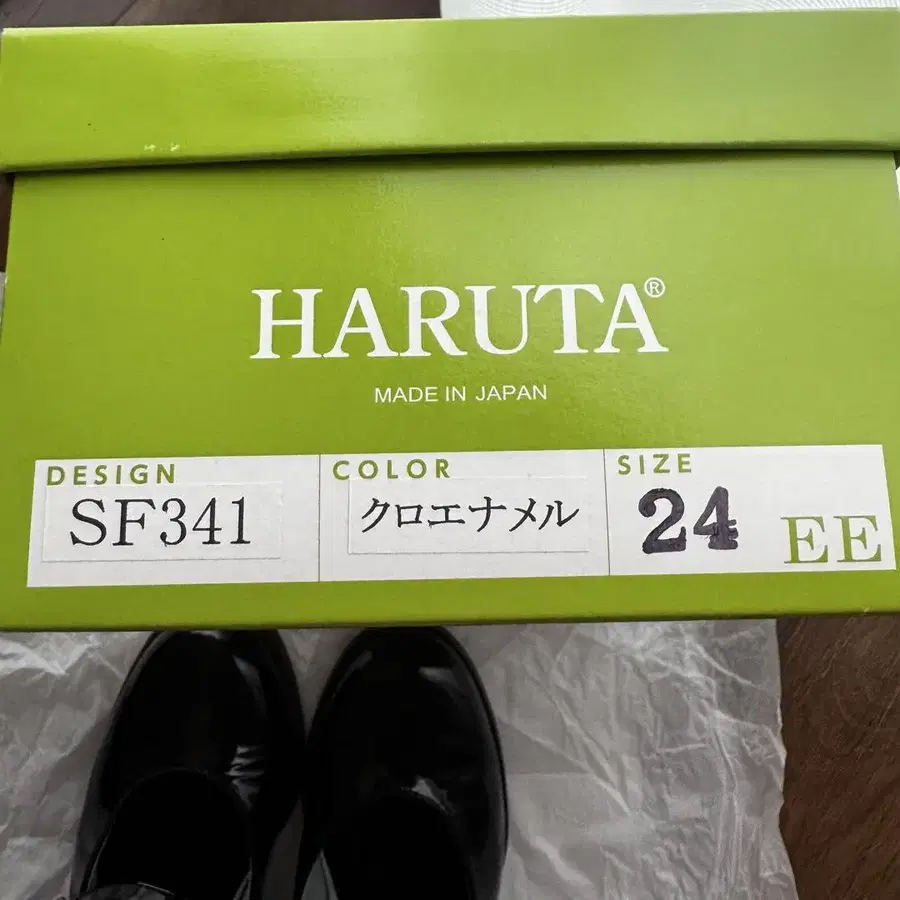 HARUTA®
MADE IN JAPAN
DESIGN
SF341
COLOR
クロエナメル
SIZE
24 EE